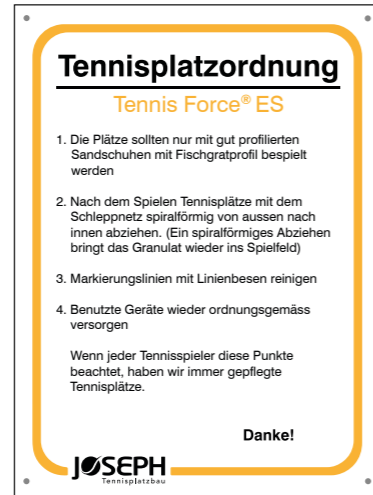 Tennisplatzordnung
Tennis Force® ES
1. Die Plätze sollten nur mit gut profilierten
Sandschuhen mit Fischgratprofil bespielt
werden
2. Nach dem Spielen Tennisplätze mit dem
Schleppnetz spiralförmig von aussen nach
innen abziehen. (Ein spiralförmiges Abziehen
bringt das Granulat wieder ins Spielfeld)
3. Markierungslinien mit Linienbesen reinigen
4. Benutzte Geräte wieder ordnungsgemäss
versorgen
Wenn jeder Tennisspieler diese Punkte
beachtet, haben wir immer gepflegte
Tennisplätze.
Danke!
JOSEPH
Tennisplatzbau